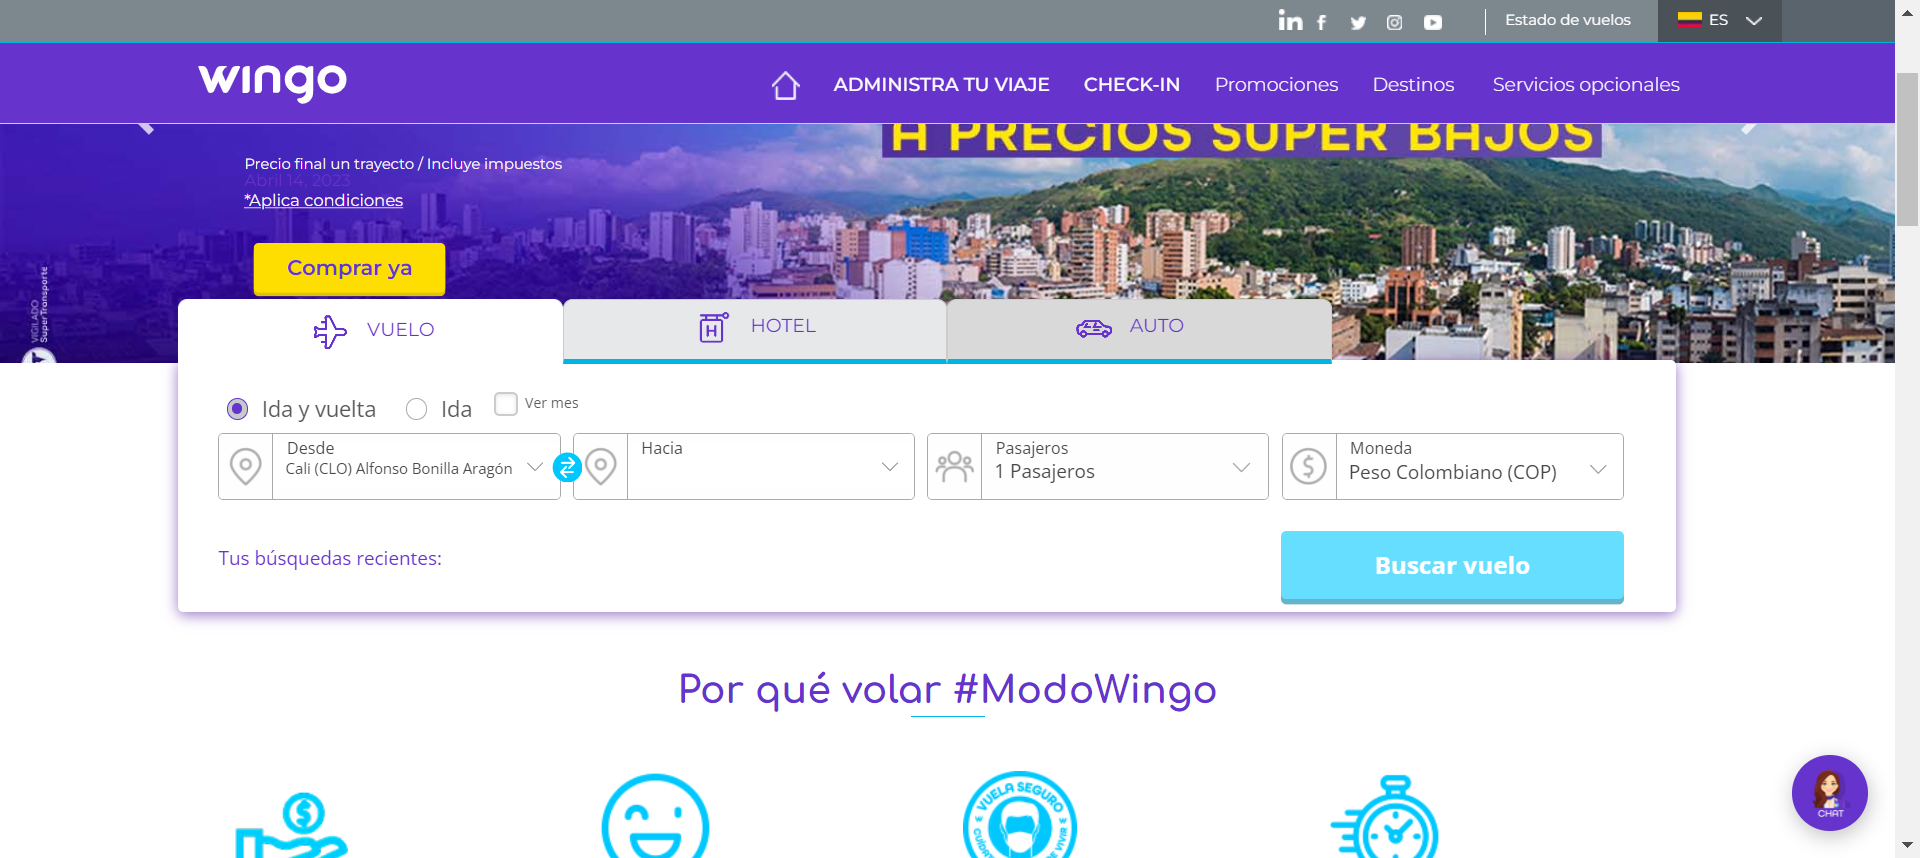 Estado de vuelos
ES
wingo
ADMINISTRA TU VIAJE
CHECK-IN
Promociones
Destinos
Servicios opcionales
A PRECIOS SUPER BAJOS
Precio final un trayecto / Incluye impuestos
Abril 14, 2023
*Aplica condiciones
Comprar ya
VIGILADO
SuperTransporte
VUELO
HOTEL
AUTO
Ida y vuelta
Ida
Ver mes
Desde
Cali (CLO) Alfonso Bonilla Aragón
Hacia
Pasajeros
1 Pasajeros
Moneda
Peso Colombiano (COP)
Tus búsquedas recientes:
Buscar vuelo
Por qué volar #ModoWingo
VUELA SEGURO
CHAT